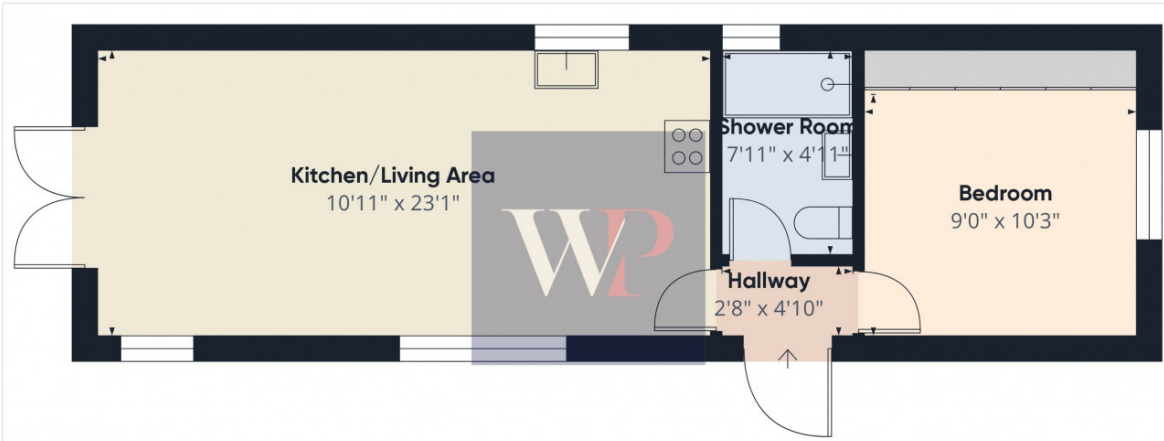 Kitchen/Living Area
10'11" x 23'1"
WP
Shower Room
7'11" x 4'11"
Hallway
2'8" x 4'10"
Bedroom
9'0" x 10'3"